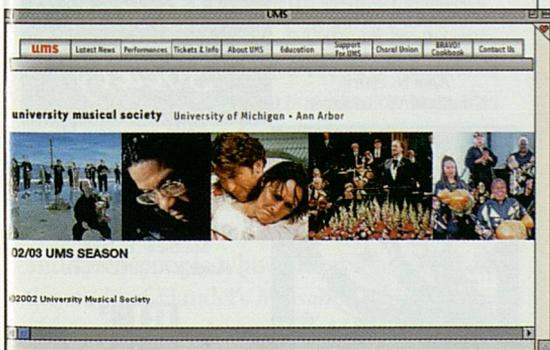 UMS
ums Latest News Performances Tickets & Info About UMS Education Support For UMS Choral Union BRAVO! Cookbook Contact Us
university musical society University of Michigan • Ann Arbor
02/03 UMS SEASON
©2002 University Musical Society